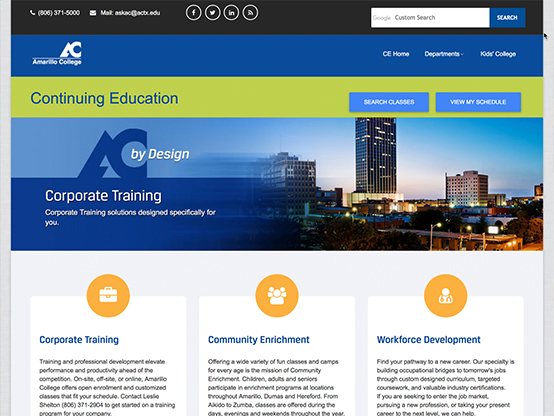 (806) 371-5000 Mail: askac@actx.edu
Google Custom Search SEARCH
AC
Amarillo College
CE Home Departments Kids' College
Continuing Education
SEARCH CLASSES VIEW MY SCHEDULE
AC by Design
Corporate Training
Corporate Training solutions designed specifically for
you.
Corporate Training
Training and professional development elevate
performance and productivity ahead of the
competition. On-site, off-site, or online, Amarillo
College offers open enrollment and customized
classes that fit your schedule. Contact Leslie
Shelton (806) 371-2904 to get started on a training
program for your company.
Community Enrichment
Offering a wide variety of fun classes and camps
for every age is the mission of Community
Enrichment. Children, adults and seniors
participate in enrichment programs at locations
throughout Amarillo, Dumas and Hereford. From
Aikido to Zumba, classes are offered during the
days, evenings and weekends throughout the year.
Workforce Development
Find your pathway to a new career. Our specialty is
building occupational bridges to tomorrow's jobs
through custom designed curriculum, targeted
coursework, and valuable industry certifications.
If you are seeking to enter the job market,
pursuing a new profession, or taking your present
career to the next level, we can help.